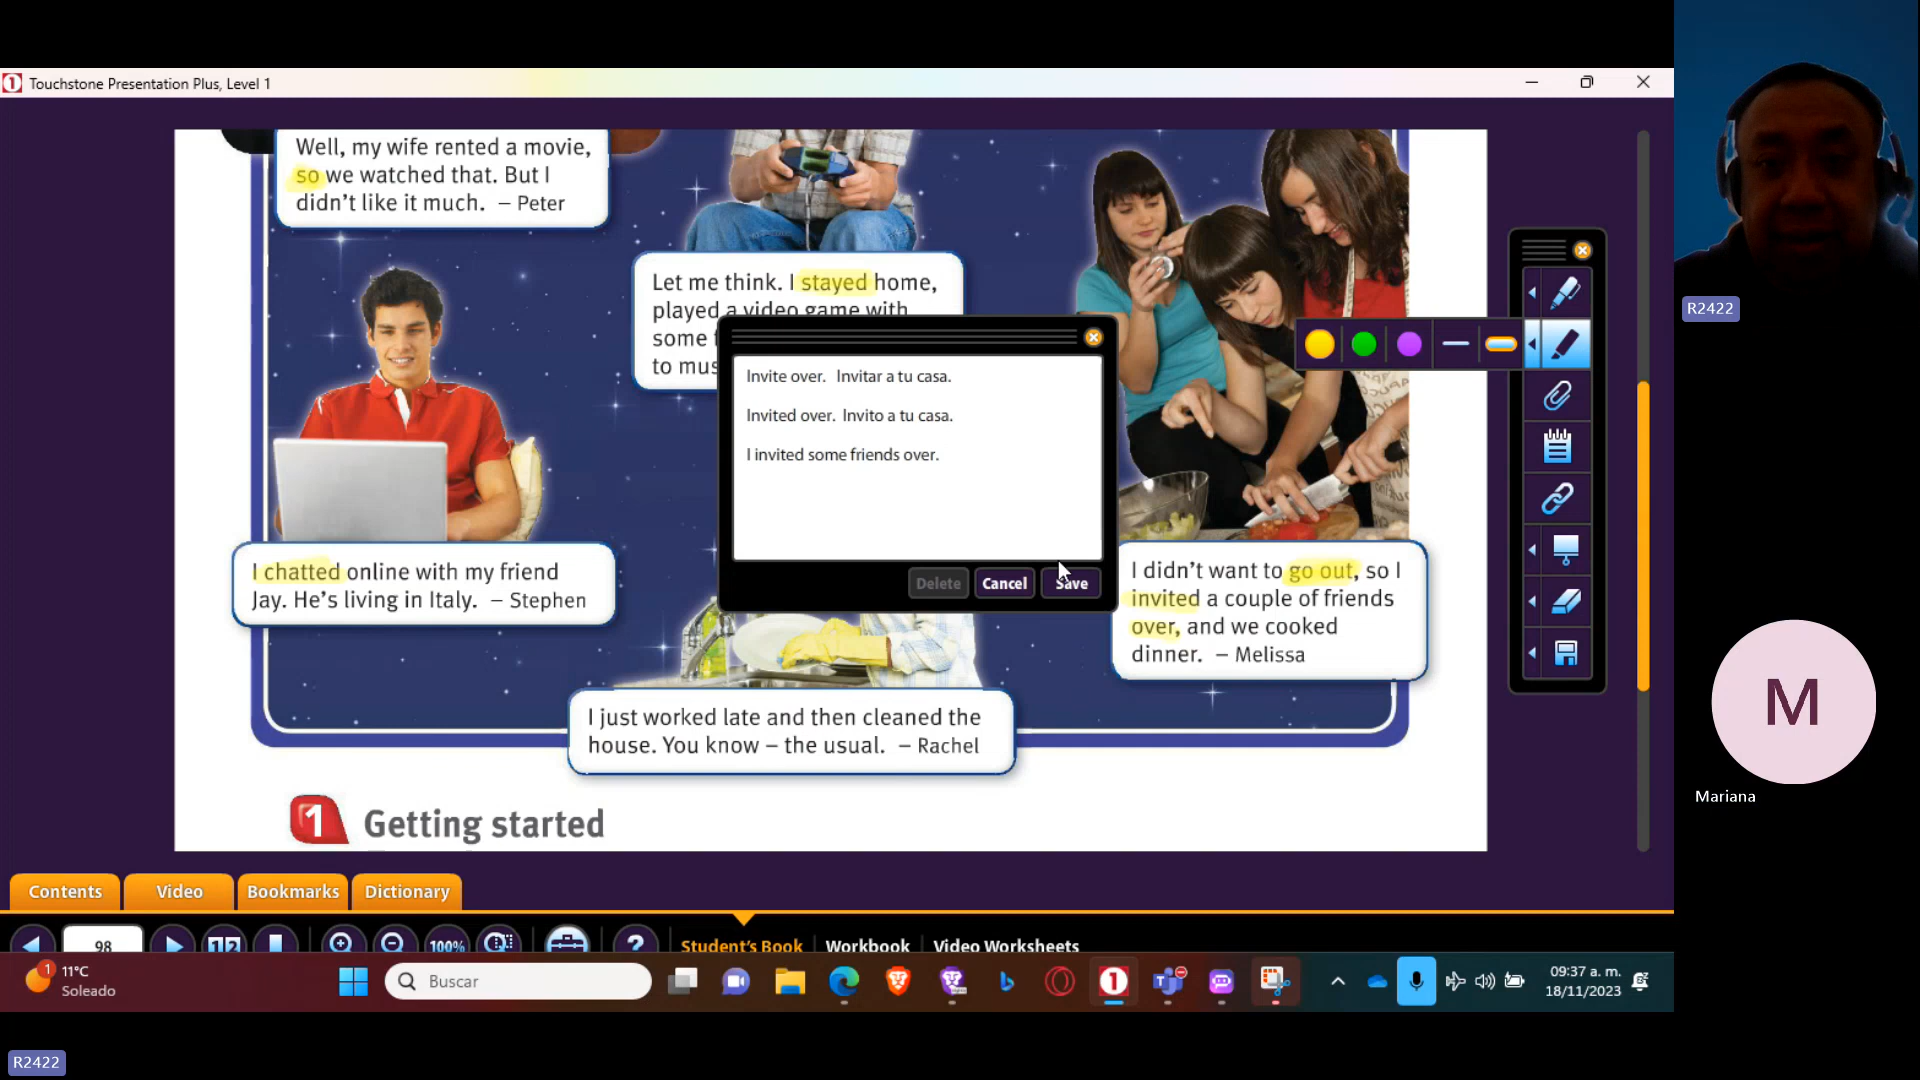 Touchstone Presentation Plus, Level 1
Well, my wife rented a movie,
so we watched that. But I
didn't like it much. – Peter
Let me think. I stayed home,
played a video game with
some
to mus
Invite over. Invitar a tu casa.
Invited over. Invito a tu casa.
I invited some friends over.
Delete
Cancel
Save
I chatted online with my friend
Jay. He's living in Italy. – Stephen
I didn't want to go out, so I
invited a couple of friends
over, and we cooked
dinner. – Melissa
I just worked late and then cleaned the
house. You know – the usual. – Rachel
1 Getting started
Contents
Video
Bookmarks
Dictionary
98
1 2
100%
?
Student's Book
Workbook
Video Worksheets
1
11°C
Soleado
Buscar
09:37 a. m.
18/11/2023
R2422
M
Mariana
R2422